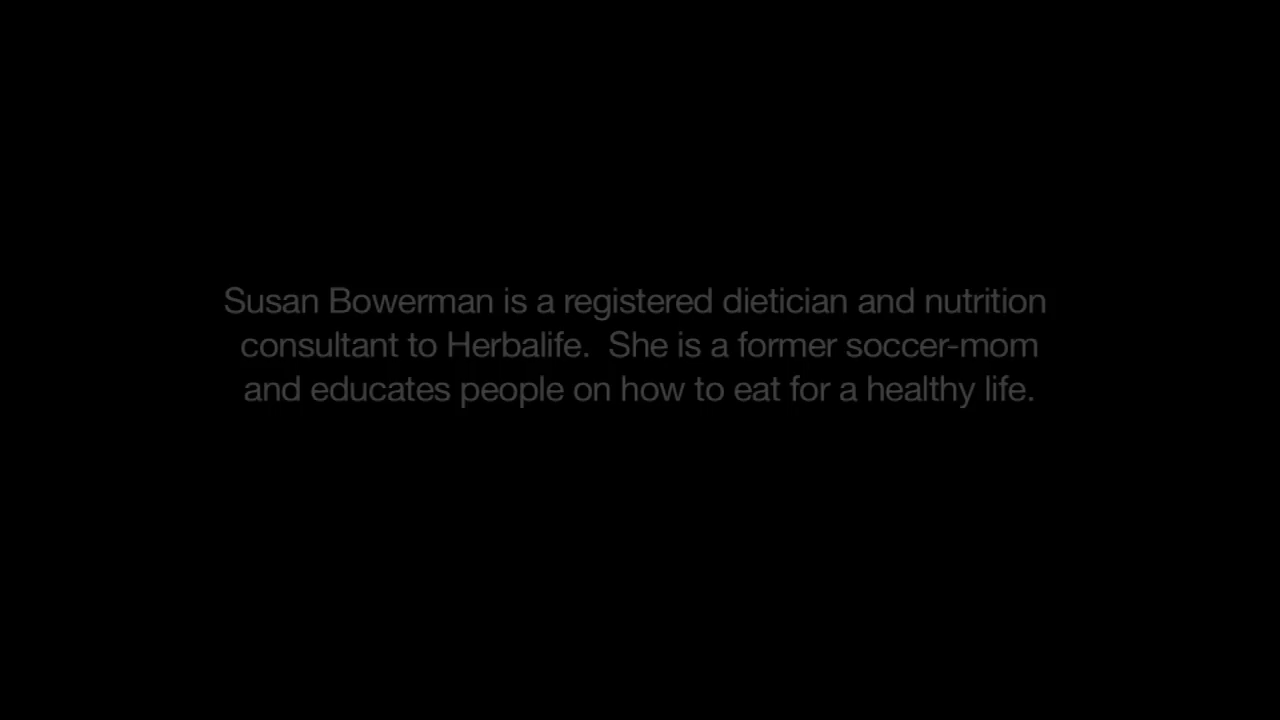 Susan Bowerman is a registered dietician and nutrition
consultant to Herbalife.  She is a former soccer-mom
and educates people on how to eat for a healthy life.